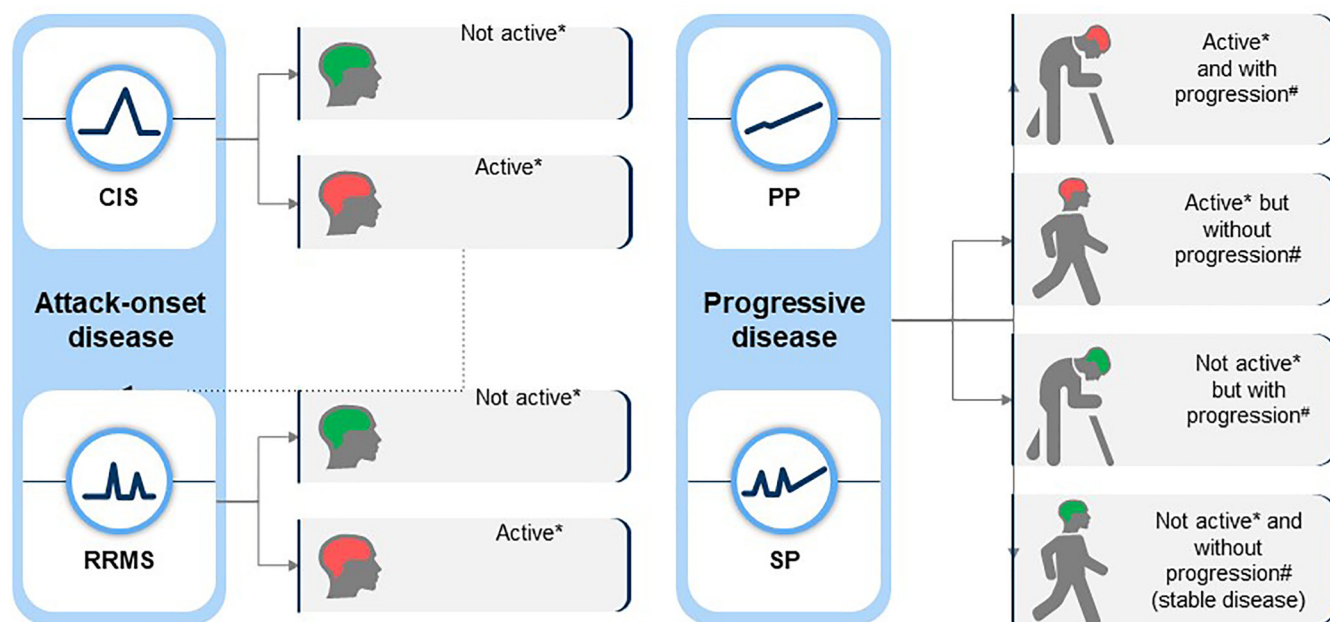 CIS
Attack-onset
disease
RRMS
Not active*
Active*
Not active*
Active*
PP
Progressive
disease
SP
Active*
and with
progression#
Active* but
without
progression#
Not active*
but with
progression#
Not active* and
without
progression#
(stable disease)